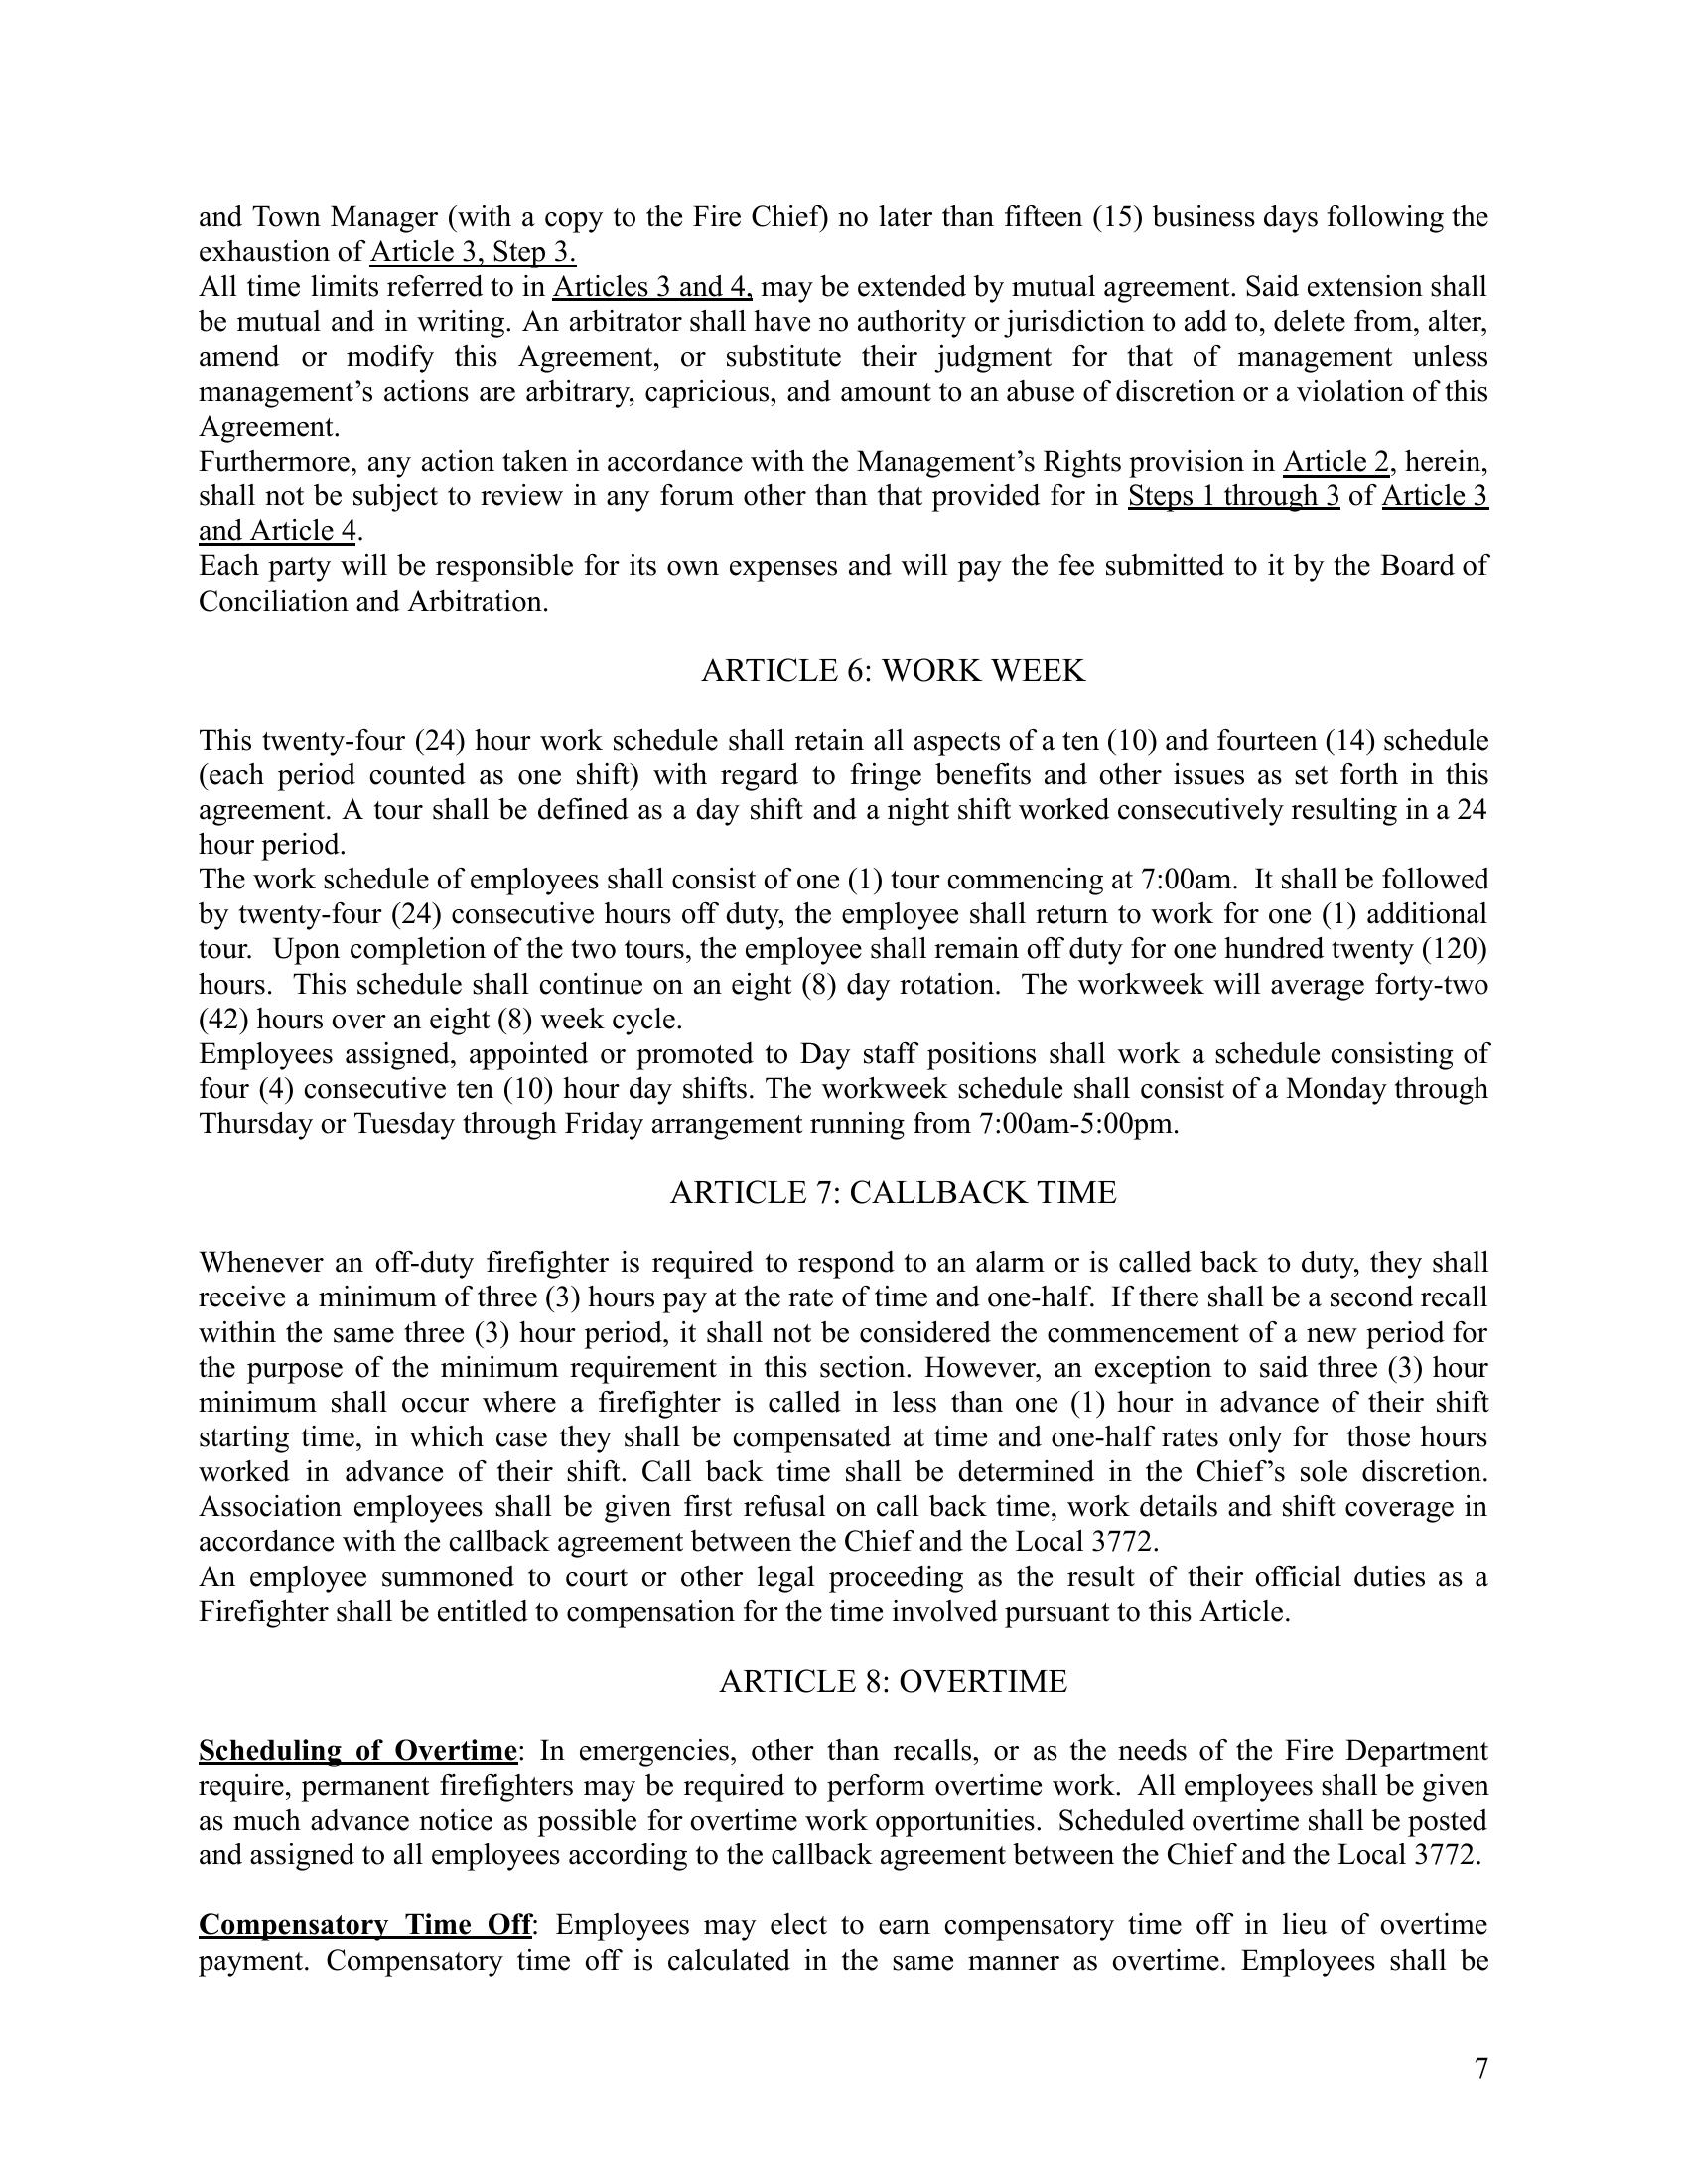 and Town Manager (with a copy to the Fire Chief) no later than fifteen (15) business days following the
exhaustion of Article 3, Step 3.
All time limits referred to in Articles 3 and 4, may be extended by mutual agreement. Said extension shall
be mutual and in writing. An arbitrator shall have no authority or jurisdiction to add to, delete from, alter,
amend or modify this Agreement, or substitute their judgment for that of management unless
management’s actions are arbitrary, capricious, and amount to an abuse of discretion or a violation of this
Agreement.
Furthermore, any action taken in accordance with the Management’s Rights provision in Article 2, herein,
shall not be subject to review in any forum other than that provided for in Steps 1 through 3 of Article 3
and Article 4.
Each party will be responsible for its own expenses and will pay the fee submitted to it by the Board of
Conciliation and Arbitration.
ARTICLE 6: WORK WEEK
This twenty-four (24) hour work schedule shall retain all aspects of a ten (10) and fourteen (14) schedule
(each period counted as one shift) with regard to fringe benefits and other issues as set forth in this
agreement. A tour shall be defined as a day shift and a night shift worked consecutively resulting in a 24
hour period.
The work schedule of employees shall consist of one (1) tour commencing at 7:00am. It shall be followed
by twenty-four (24) consecutive hours off duty, the employee shall return to work for one (1) additional
tour. Upon completion of the two tours, the employee shall remain off duty for one hundred twenty (120)
hours. This schedule shall continue on an eight (8) day rotation. The workweek will average forty-two
(42) hours over an eight (8) week cycle.
Employees assigned, appointed or promoted to Day staff positions shall work a schedule consisting of
four (4) consecutive ten (10) hour day shifts. The workweek schedule shall consist of a Monday through
Thursday or Tuesday through Friday arrangement running from 7:00am-5:00pm.
ARTICLE 7: CALLBACK TIME
Whenever an off-duty firefighter is required to respond to an alarm or is called back to duty, they shall
receive a minimum of three (3) hours pay at the rate of time and one-half. If there shall be a second recall
within the same three (3) hour period, it shall not be considered the commencement of a new period for
the purpose of the minimum requirement in this section. However, an exception to said three (3) hour
minimum shall occur where a firefighter is called in less than one (1) hour in advance of their shift
starting time, in which case they shall be compensated at time and one-half rates only for those hours
worked in advance of their shift. Call back time shall be determined in the Chief’s sole discretion.
Association employees shall be given first refusal on call back time, work details and shift coverage in
accordance with the callback agreement between the Chief and the Local 3772.
An employee summoned to court or other legal proceeding as the result of their official duties as a
Firefighter shall be entitled to compensation for the time involved pursuant to this Article.
ARTICLE 8: OVERTIME
Scheduling of Overtime: In emergencies, other than recalls, or as the needs of the Fire Department
require, permanent firefighters may be required to perform overtime work. All employees shall be given
as much advance notice as possible for overtime work opportunities. Scheduled overtime shall be posted
and assigned to all employees according to the callback agreement between the Chief and the Local 3772.
Compensatory Time Off: Employees may elect to earn compensatory time off in lieu of overtime
payment. Compensatory time off is calculated in the same manner as overtime. Employees shall be
7